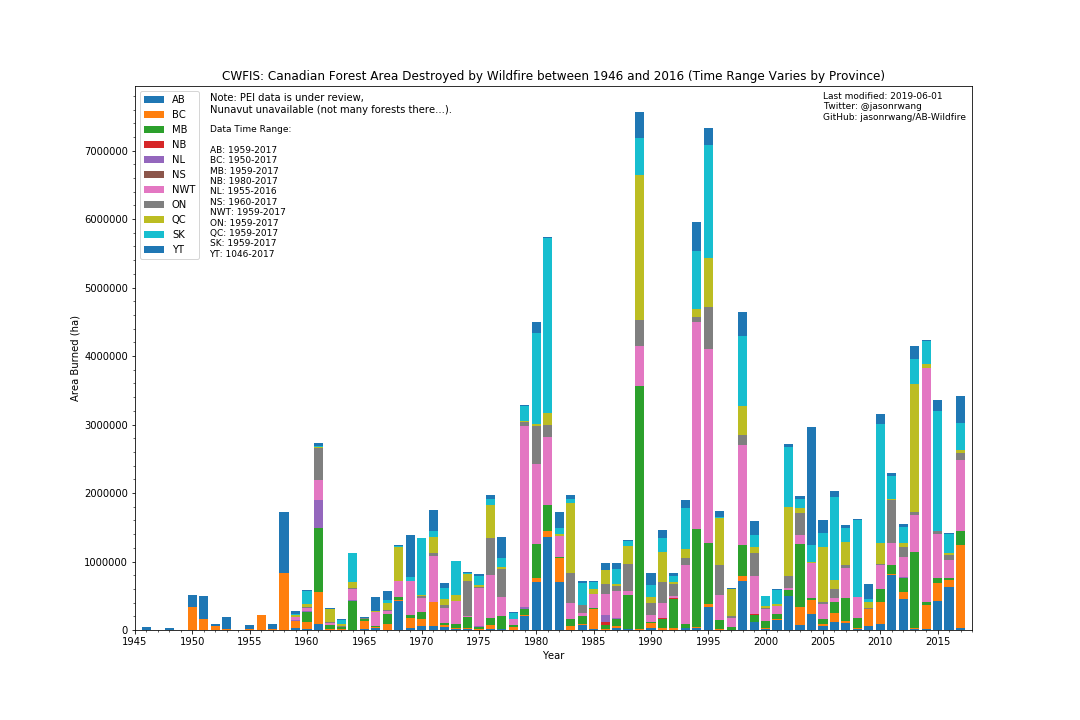 CWFIS: Canadian Forest Area Destroyed by Wildfire between 1946 and 2016 (Time Range Varies by Province)
AB
BC
MB
NB
NL
NS
NWT
ON
QC
SK
YT
Note: PEI data is under review,
Nunavut unavailable (not many forests there...).
Data Time Range:
AB: 1959-2017
BC: 1950-2017
MB: 1959-2017
NB: 1980-2017
NL: 1955-2016
NS: 1960-2017
NWT: 1959-2017
ON: 1959-2017
QC: 1959-2017
SK: 1959-2017
YT: 1046-2017
Last modified: 2019-06-01
Twitter: @jasonrwang
GitHub: jasonrwang/AB-Wildfire
Area Burned (ha)
7000000
6000000
5000000
4000000
3000000
2000000
1000000
0
1945 1950 1955 1960 1965 1970 1975 1980 1985 1990 1995 2000 2005 2010 2015
Year